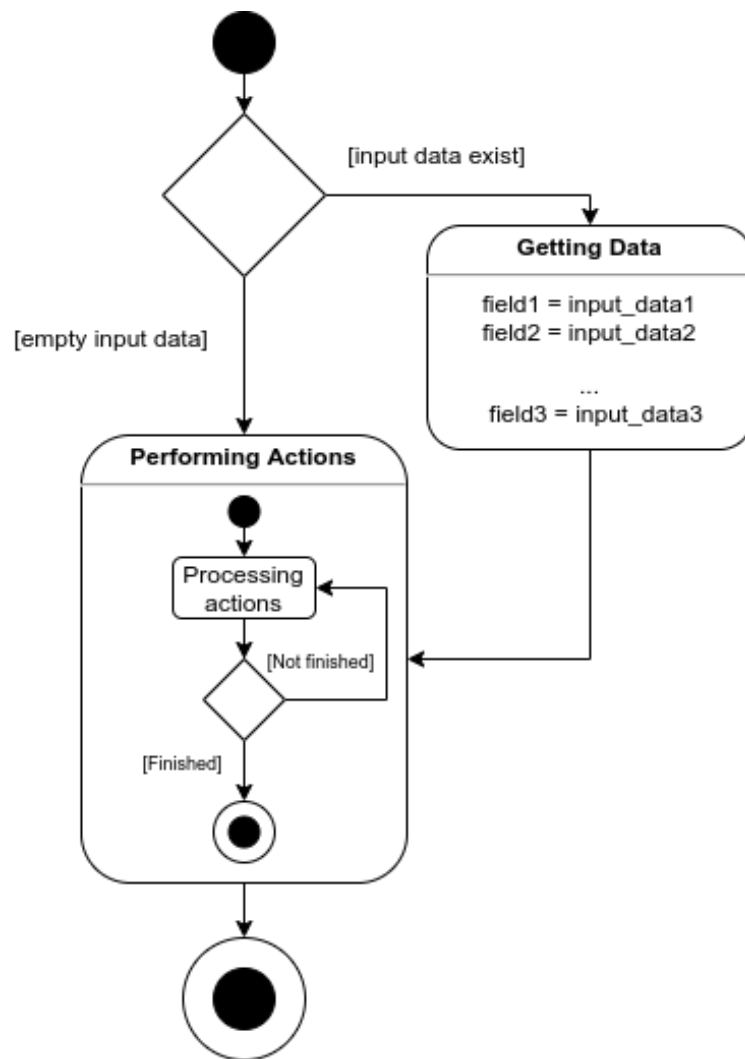 [input data exist]
Getting Data
field1 = input_data1
field2 = input_data2
...
field3 = input_data3
[empty input data]
Performing Actions
Processing
actions
[Not finished]
[Finished]